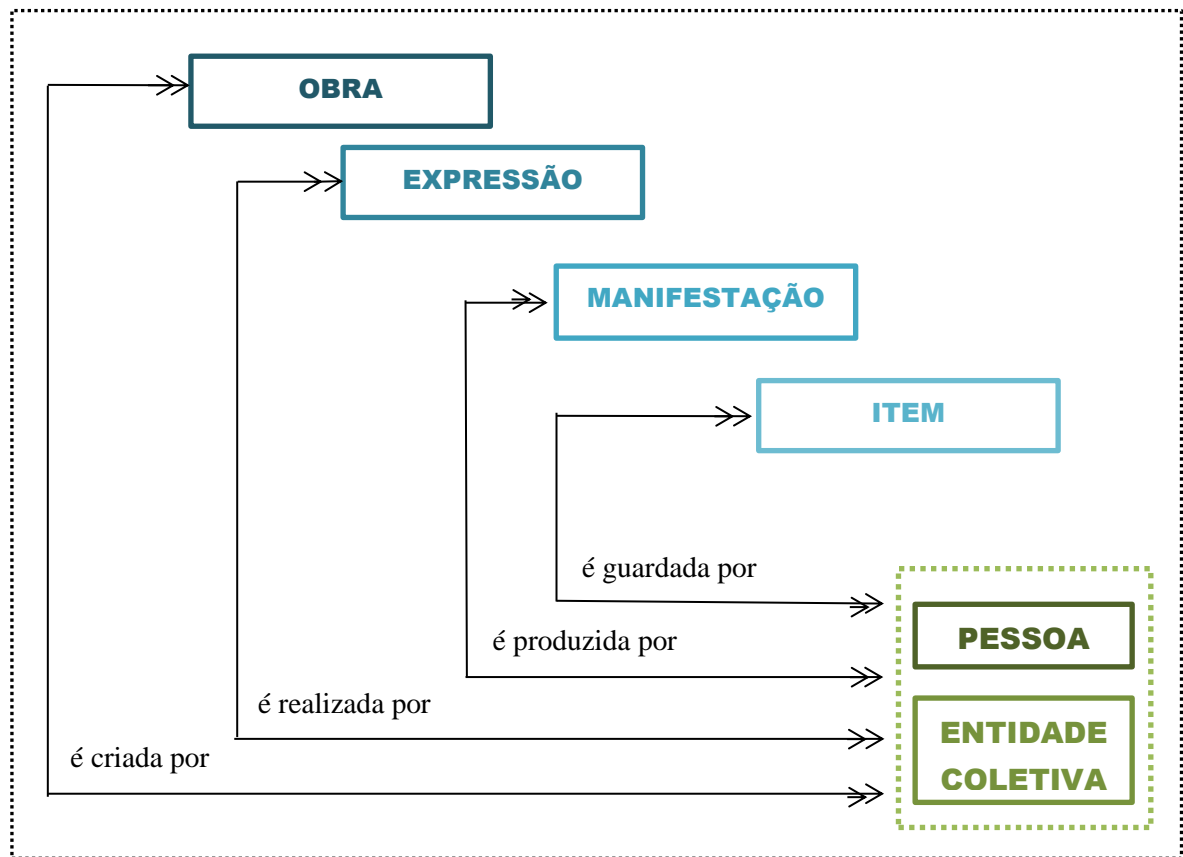 OBRA
EXPRESSÃO
MANIFESTAÇÃO
ITEM
é guardada por
PESSOA
é produzida por
é realizada por
ENTIDADE
COLETIVA
é criada por